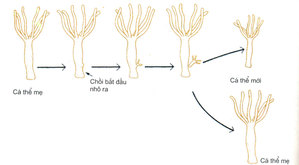 Cá thể mẹ
Chồi bắt đầu
nhô ra
Cá thể mới
Cá thể mẹ